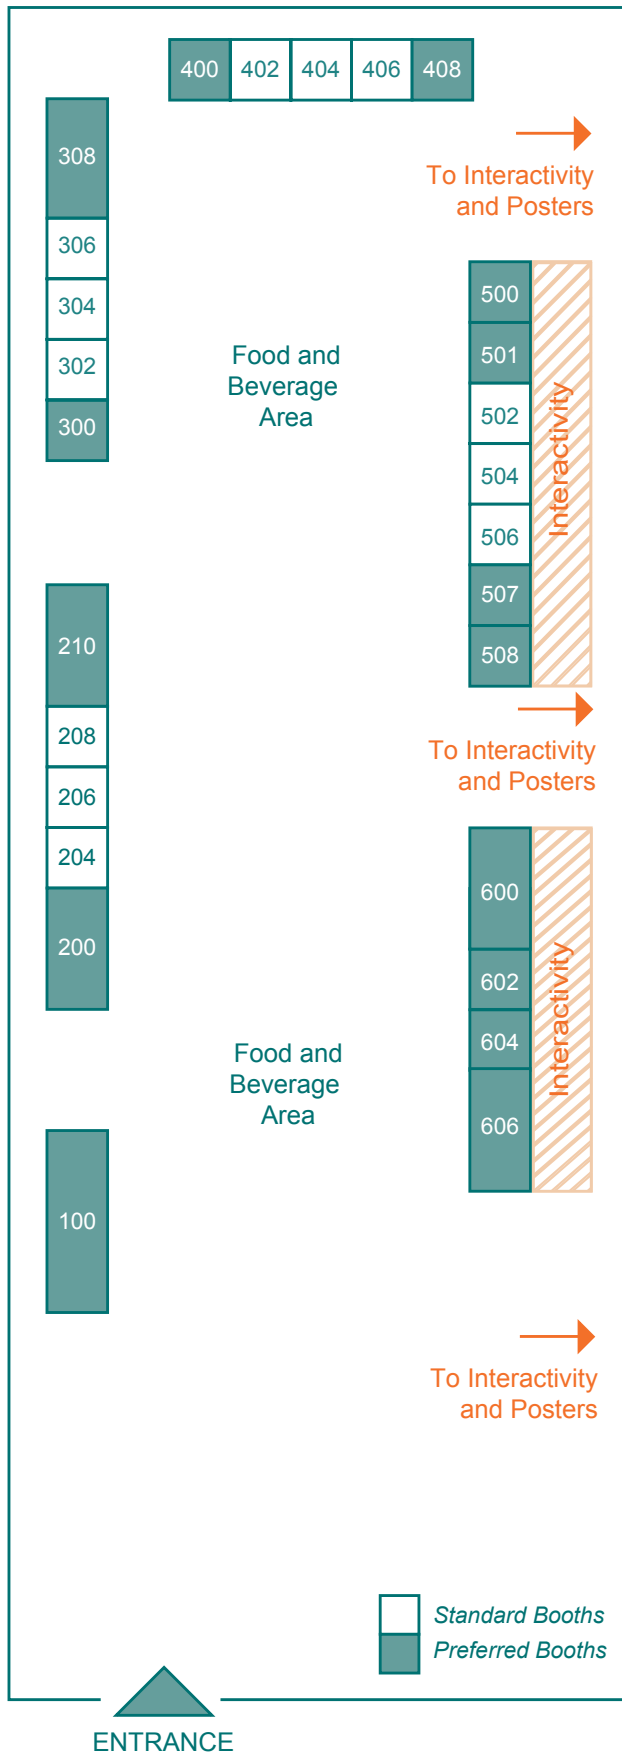 400 402 404 406 408
308
306
304
302
300
To Interactivity
and Posters
Food and
Beverage
Area
500
501
502
504
506
507
508
Interactivity
210
208
206
204
200
To Interactivity
and Posters
600
602
604
606
Interactivity
Food and
Beverage
Area
100
To Interactivity
and Posters
Standard Booths
Preferred Booths
ENTRANCE